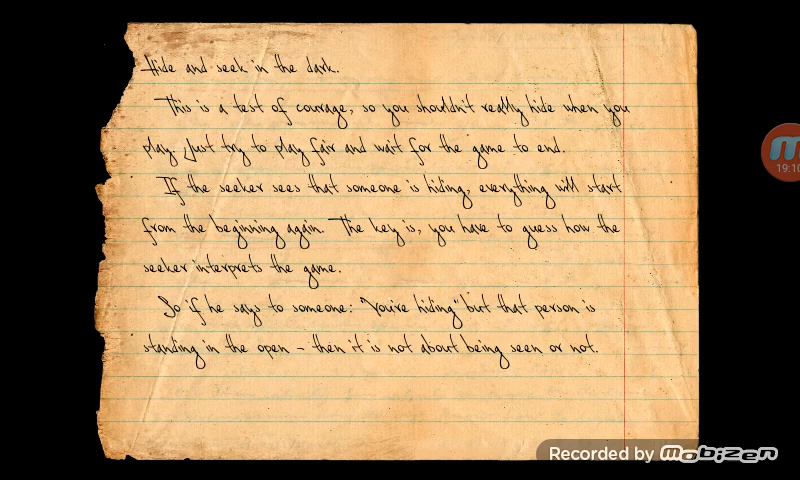 Hide and seek in the dark.
This is a test of courage, so you shouldn't really hide when you
play. Just try to play fair and wait for the game to end.
If the seeker sees that someone is hiding, everything will start
from the beginning again. The key is, you have to guess how the
seeker interprets the game.
So if he says to someone: "You're hiding" but that person is
standing in the open - then it is not about being seen or not.
19:10
Recorded by mobizen